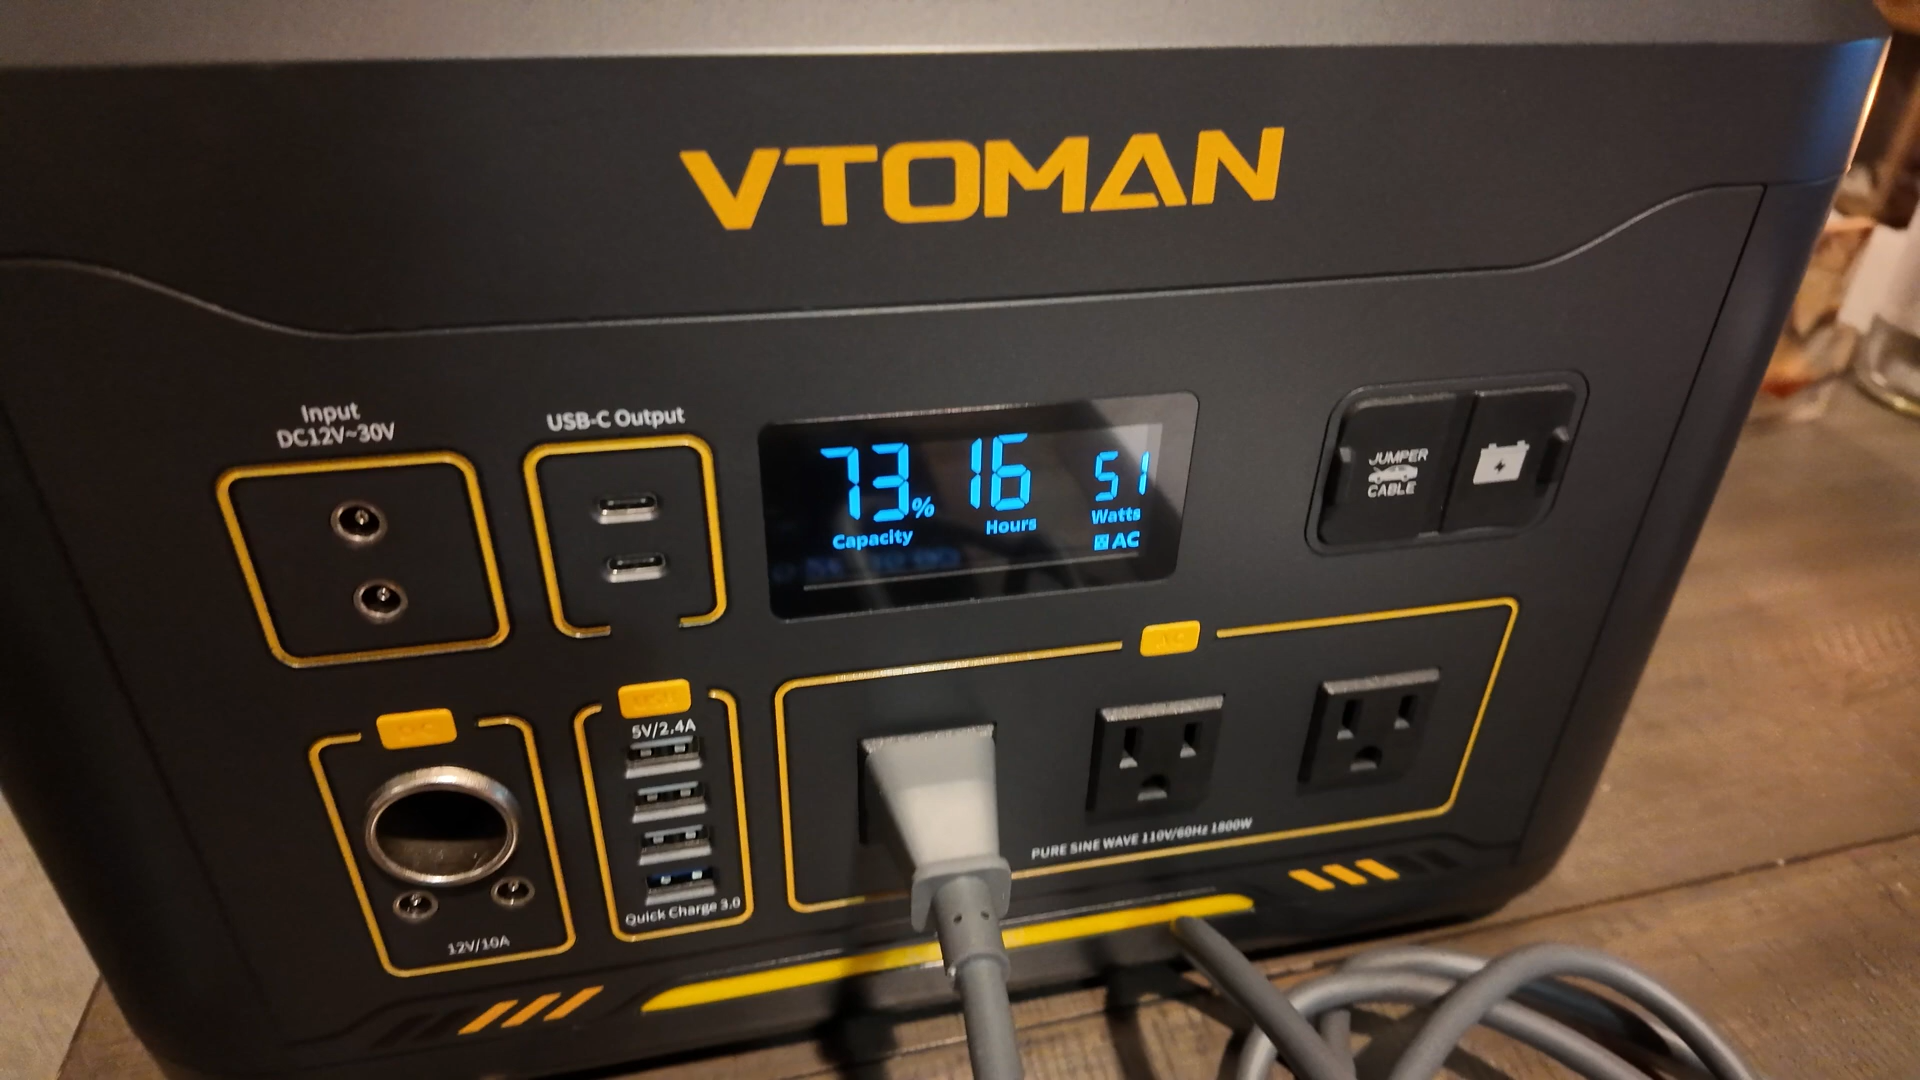 VTOMAN
Input
DC12V~30V
USB-C Output
73%
Capacity
16
Hours
51
Watts
AC
JUMPER
CABLE
AC
5V/2.4A
Quick Charge 3.0
12V/10A
PURE SINE WAVE 110V/60Hz 1800W